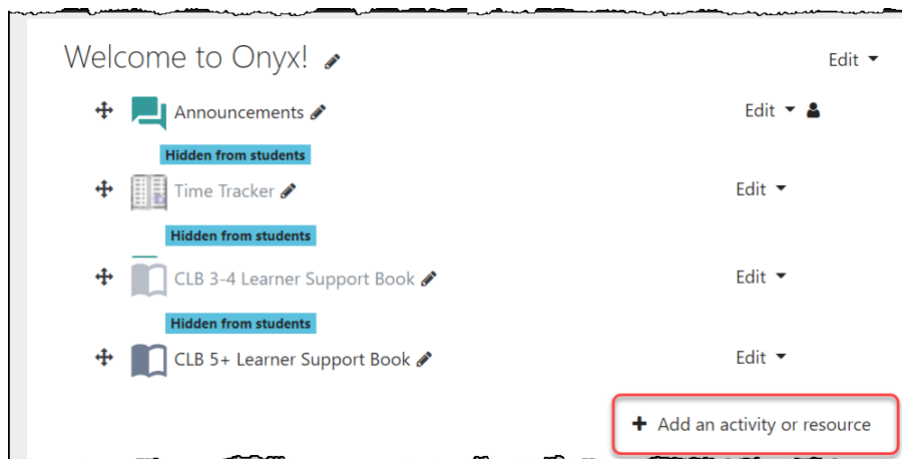 Welcome to Onyx! Edit
Announcements Edit
Hidden from students
Time Tracker Edit
Hidden from students
CLB 3-4 Learner Support Book Edit
Hidden from students
CLB 5+ Learner Support Book Edit
+ Add an activity or resource